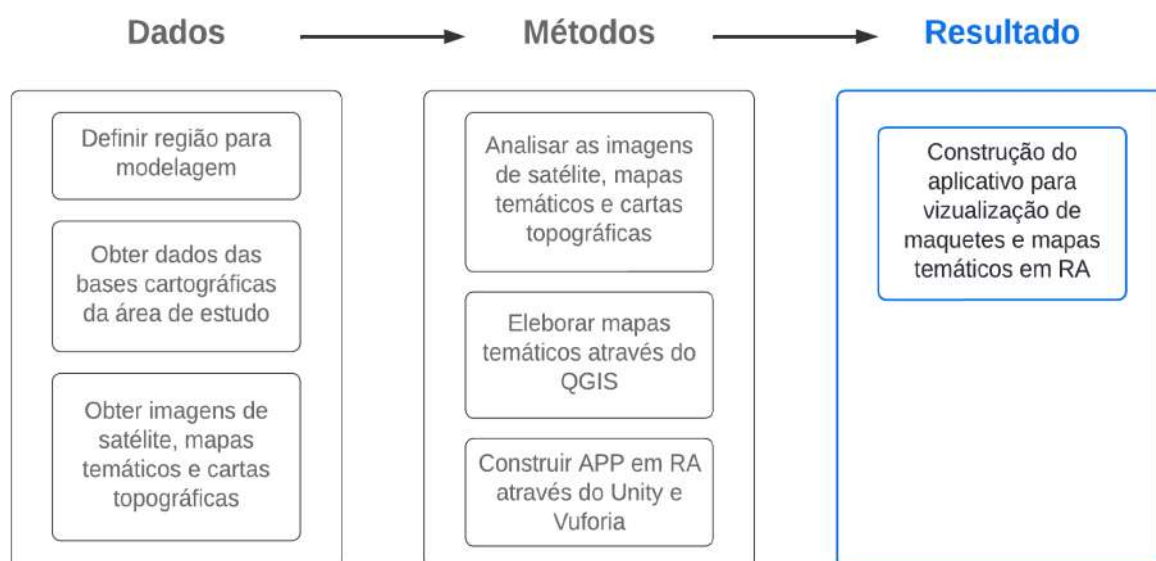 Dados
Métodos
Resultado
Definir região para
modelagem
Obter dados das
bases cartográficas
da área de estudo
Obter imagens de
satélite, mapas
temáticos e cartas
topográficas
Analisar as imagens
de satélite, mapas
temáticos e cartas
topográficas
Eleborar mapas
temáticos através do
QGIS
Construir APP em RA
através do Unity e
Vuforia
Construção do
aplicativo para
vizualização de
maquetes e mapas
temáticos em RA